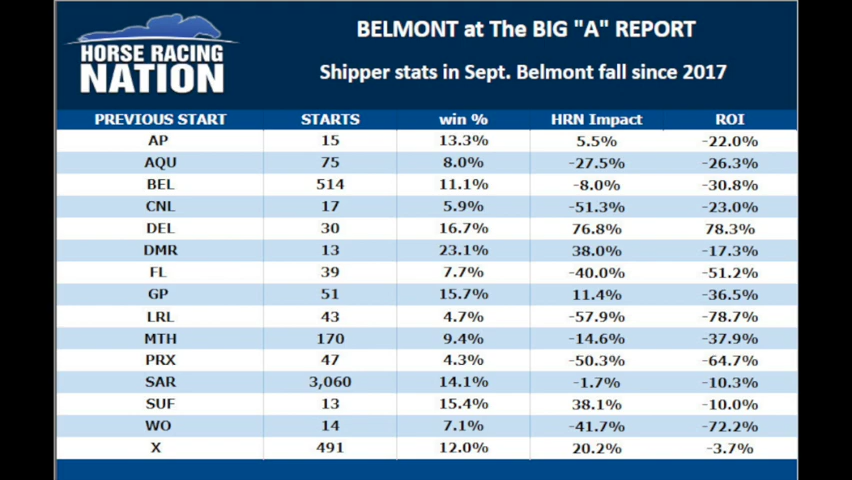 BELMONT at The BIG "A" REPORT
HORSE RACING
NATION
Shipper stats in Sept. Belmont fall since 2017
PREVIOUS START STARTS win % HRN Impact ROI
AP 15 13.3% 5.5% -22.0%
AQU 75 8.0% -27.5% -26.3%
BEL 514 11.1% -8.0% -30.8%
CNL 17 5.9% -51.3% -23.0%
DEL 30 16.7% 76.8% 78.3%
DMR 13 23.1% 38.0% -17.3%
FL 39 7.7% -40.0% -51.2%
GP 51 15.7% 11.4% -36.5%
LRL 43 4.7% -57.9% -78.7%
MTH 170 9.4% -14.6% -37.9%
PRX 47 4.3% -50.3% -64.7%
SAR 3,060 14.1% -1.7% -10.3%
SUF 13 15.4% 38.1% -10.0%
WO 14 7.1% -41.7% -72.2%
X 491 12.0% 20.2% -3.7%